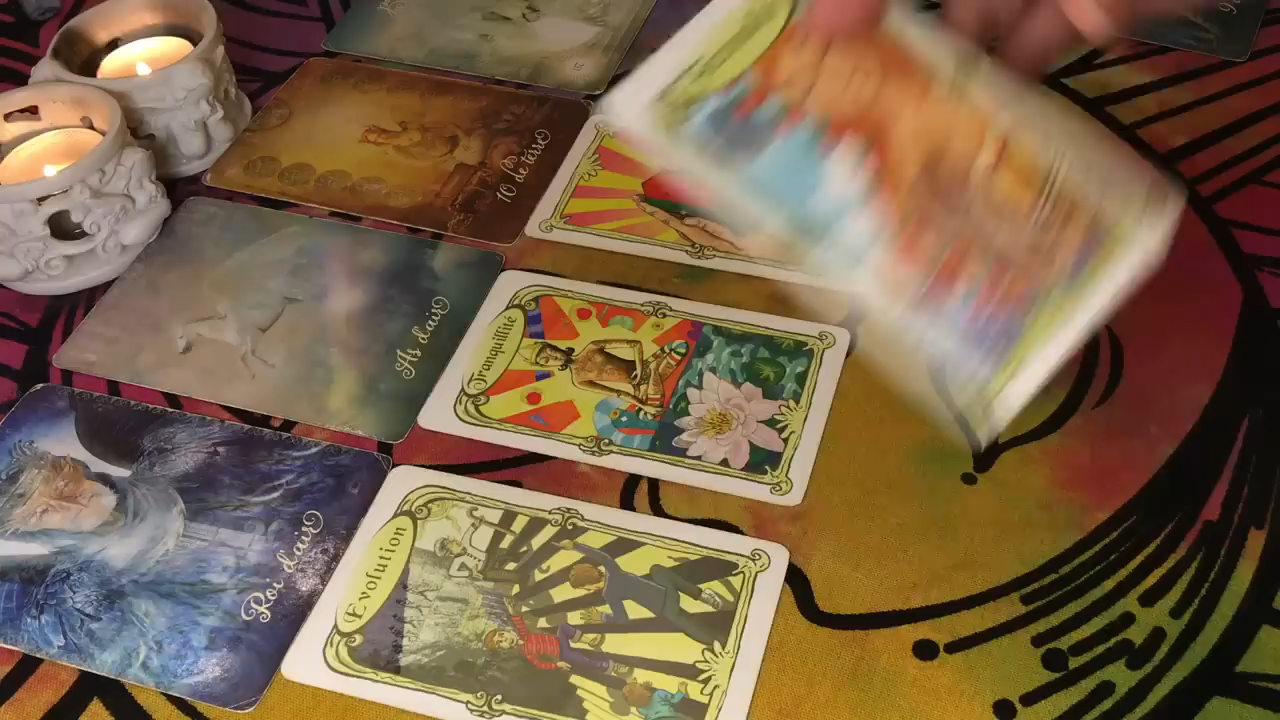 10 de terre
As d'air
Tranquillité
Roi d'air
Evolution